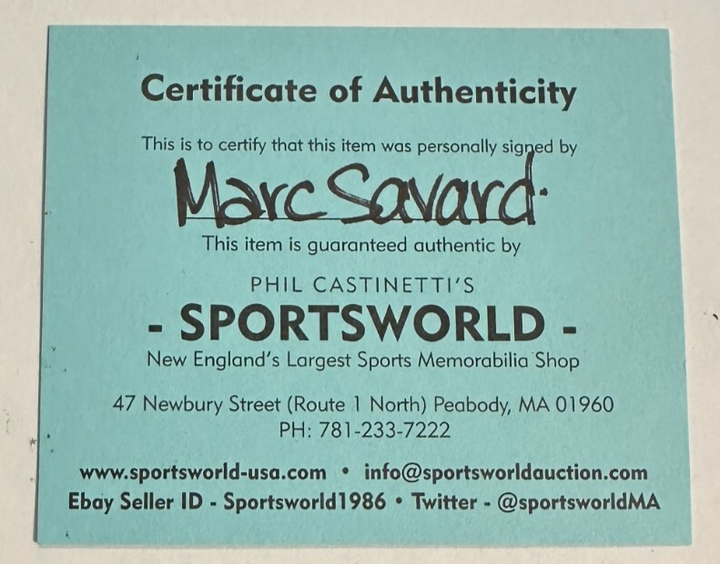 Certificate of Authenticity
This is to certify that this item was personally signed by
Marc Savard
This item is guaranteed authentic by
PHIL CASTINETTI'S
- SPORTSWORLD -
New England's Largest Sports Memorabilia Shop
47 Newbury Street (Route 1 North) Peabody, MA 01960
PH: 781-233-7222
www.sportsworld-usa.com • info@sportsworldauction.com
Ebay Seller ID - Sportsworld1986 • Twitter - @sportsworldMA